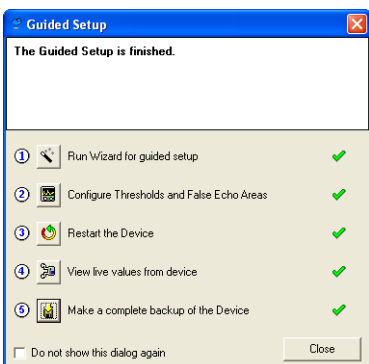 Guided Setup
The Guided Setup is finished.
1 Run Wizard for guided setup
2 Configure Thresholds and False Echo Areas
3 Restart the Device
4 View live values from device
5 Make a complete backup of the Device
Do not show this dialog again
Close